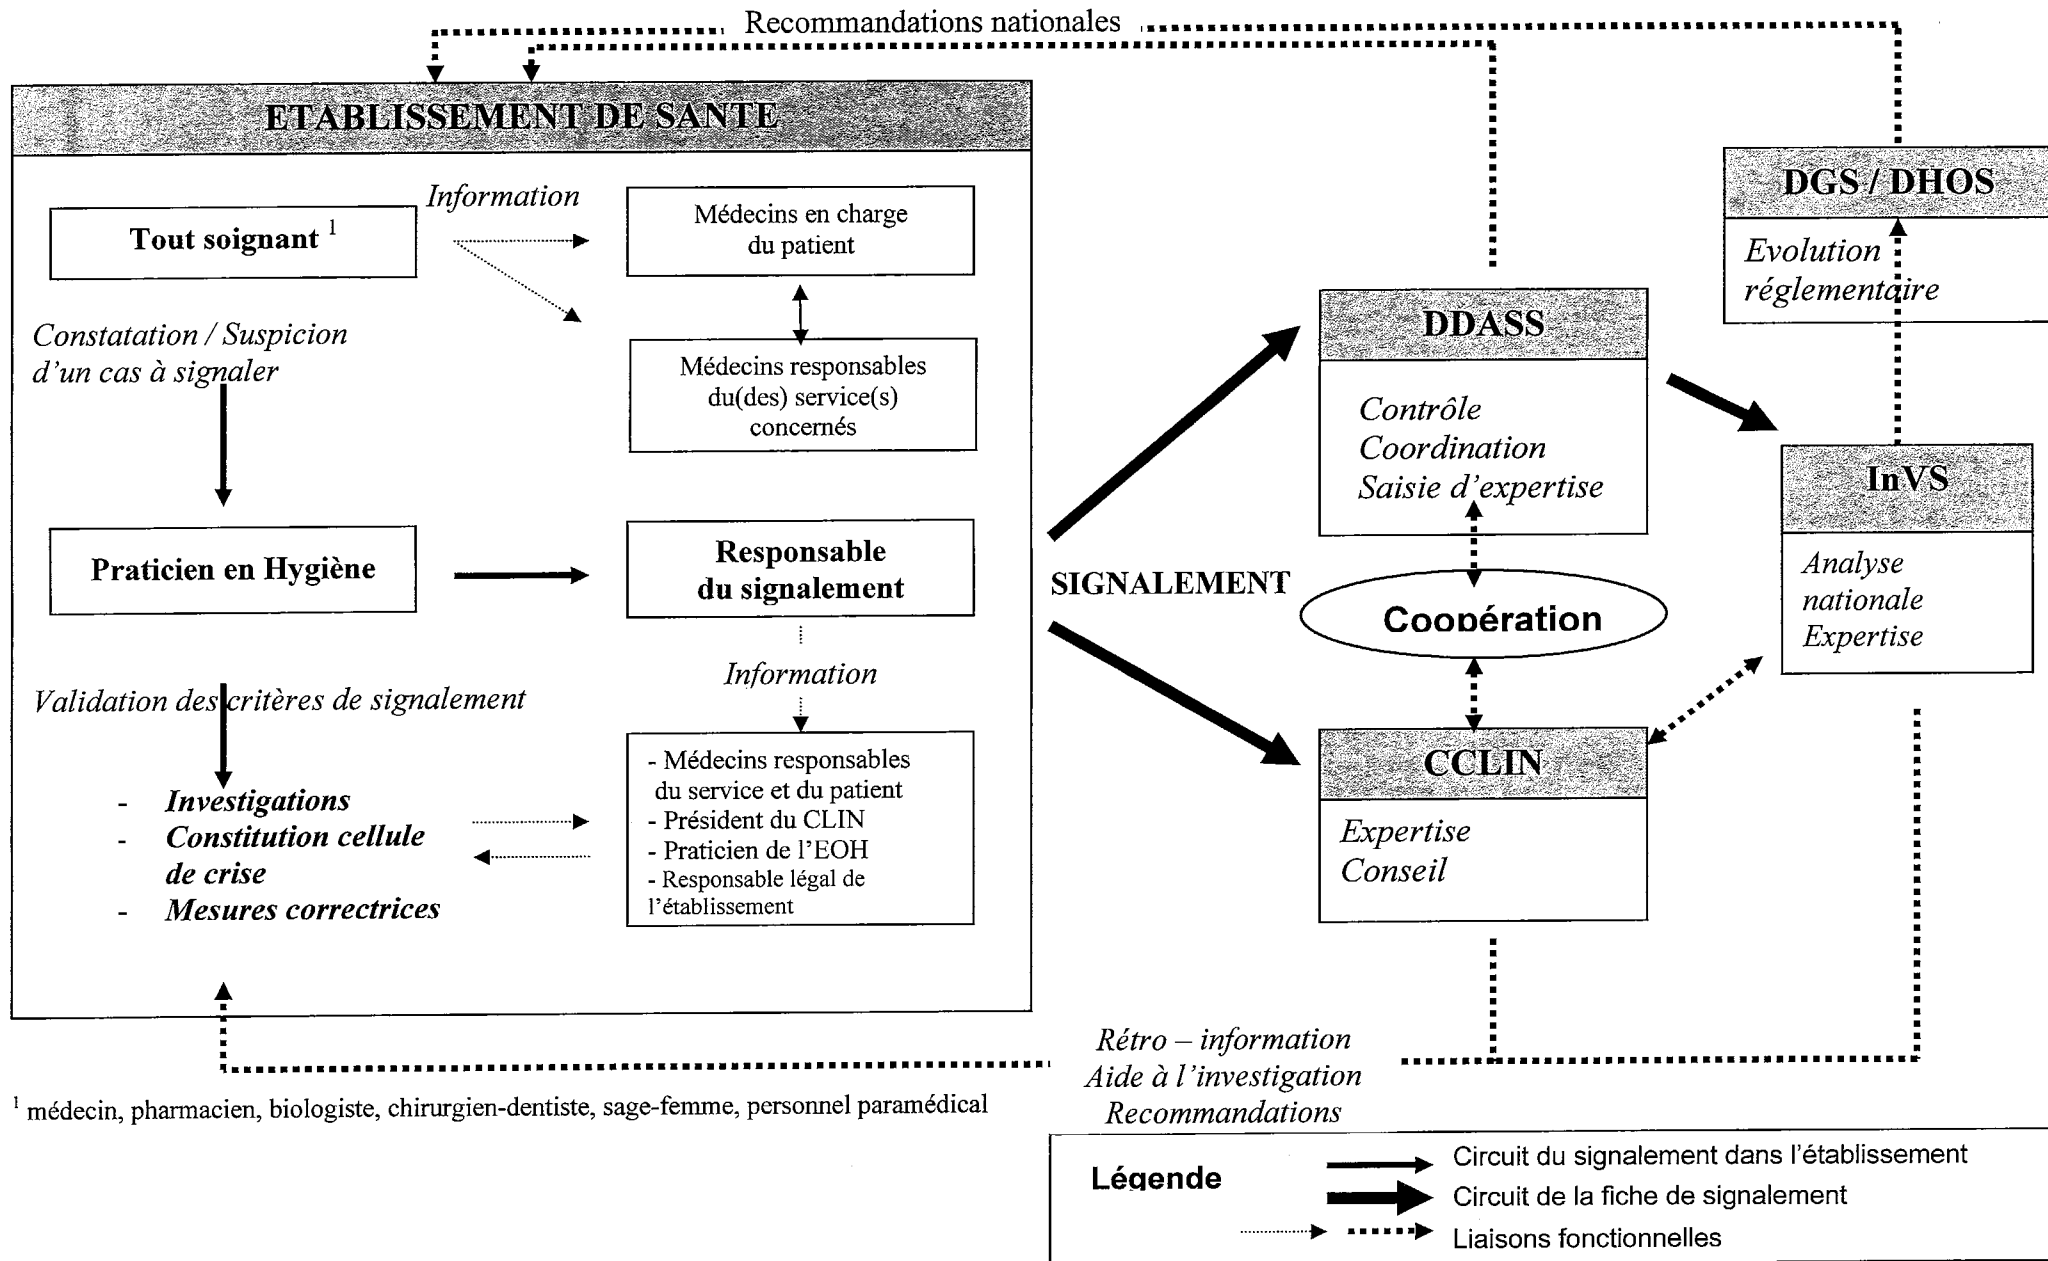 Recommandations nationales
ETABLISSEMENT DE SANTE
Information
Tout soignant 1
Médecins en charge
du patient
Constatation / Suspicion
d'un cas à signaler
Médecins responsables
du(des) service(s)
concernés
Praticien en Hygiène
Responsable
du signalement
Information
Validation des critères de signalement
- Investigations
- Constitution cellule
de crise
- Mesures correctrices
- Médecins responsables
du service et du patient
- Président du CLIN
- Praticien de l'EOH
- Responsable légal de
l'établissement
SIGNALEMENT
DDASS
Contrôle
Coordination
Saisie d'expertise
Coopération
CCLIN
Expertise
Conseil
DGS / DHOS
Evolution
réglementaire
InVS
Analyse
nationale
Expertise
Rétro – information
Aide à l'investigation
Recommandations
1 médecin, pharmacien, biologiste, chirurgien-dentiste, sage-femme, personnel paramédical
Légende
Circuit du signalement dans l'établissement
Circuit de la fiche de signalement
Liaisons fonctionnelles